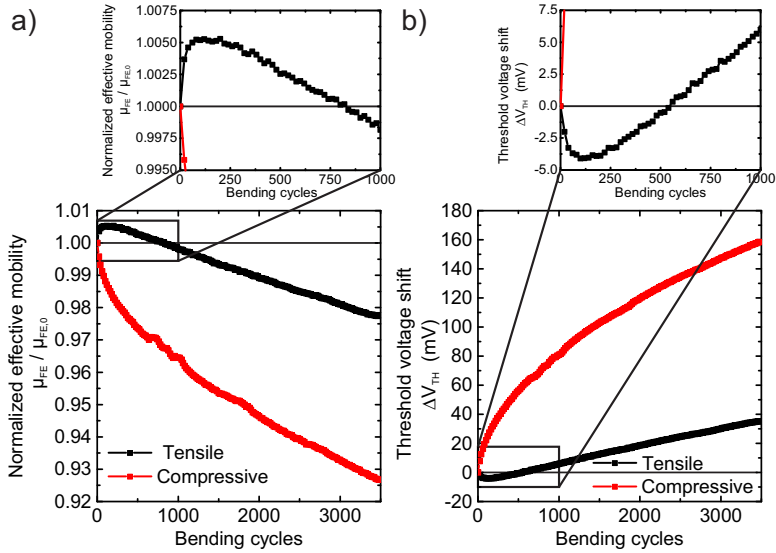 a)
Normalized effective mobility
μFE / μFE,0
1.0075
1.0050
1.0025
1.0000
0.9975
0.9950
0 250 500 750 1000
Bending cycles
Normalized effective mobility
μFE / μFE,0
1.01
1.00
0.99
0.98
0.97
0.96
0.95
0.94
0.93
0.92
Tensile
Compressive
0 1000 2000 3000
Bending cycles
b)
Threshold voltage shift
ΔVTH (mV)
7.5
5.0
2.5
0.0
-2.5
-5.0
0 250 500 750 1000
Bending cycles
Threshold voltage shift
ΔVTH (mV)
180
160
140
120
100
80
60
40
20
0
-20
Tensile
Compressive
0 1000 2000 3000
Bending cycles